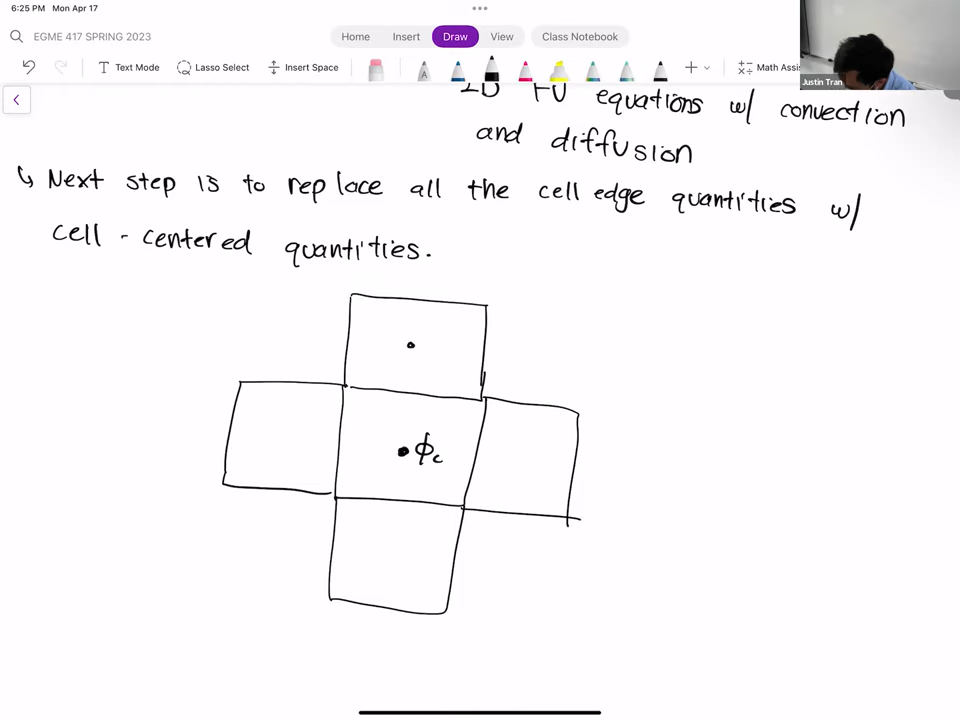 6:25 PM Mon Apr 17
EGME 417 SPRING 2023
Home Insert Draw View Class Notebook
Text Mode Lasso Select Insert Space Math Assis
Justin Tran
2D FV equations w/ convection
and diffusion
↳ Next step is to replace all the cell edge quantities w/
cell-centered quantities.
ϕc